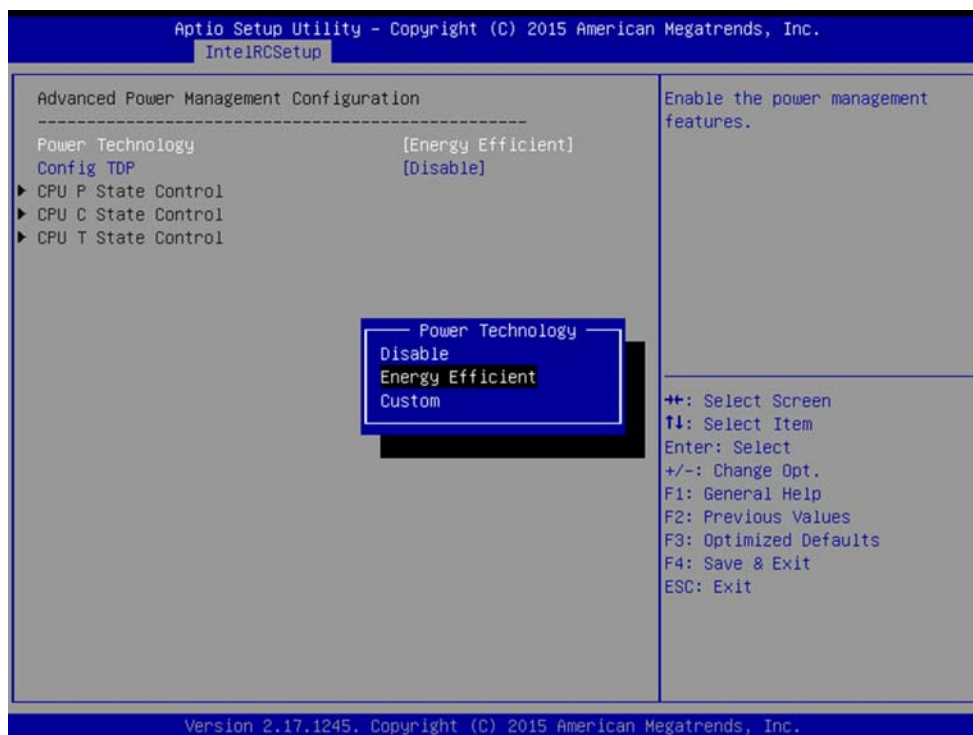 Aptio Setup Utility – Copyright (C) 2015 American Megatrends, Inc.
IntelRCSetup
Advanced Power Management Configuration
--------------------------------------------------
Power Technology [Energy Efficient]
Config TDP [Disable]
► CPU P State Control
► CPU C State Control
► CPU T State Control
Power Technology
Disable
Energy Efficient
Custom
Enable the power management
features.
→←: Select Screen
↑↓: Select Item
Enter: Select
+/-: Change Opt.
F1: General Help
F2: Previous Values
F3: Optimized Defaults
F4: Save & Exit
ESC: Exit
Version 2.17.1245. Copyright (C) 2015 American Megatrends, Inc.